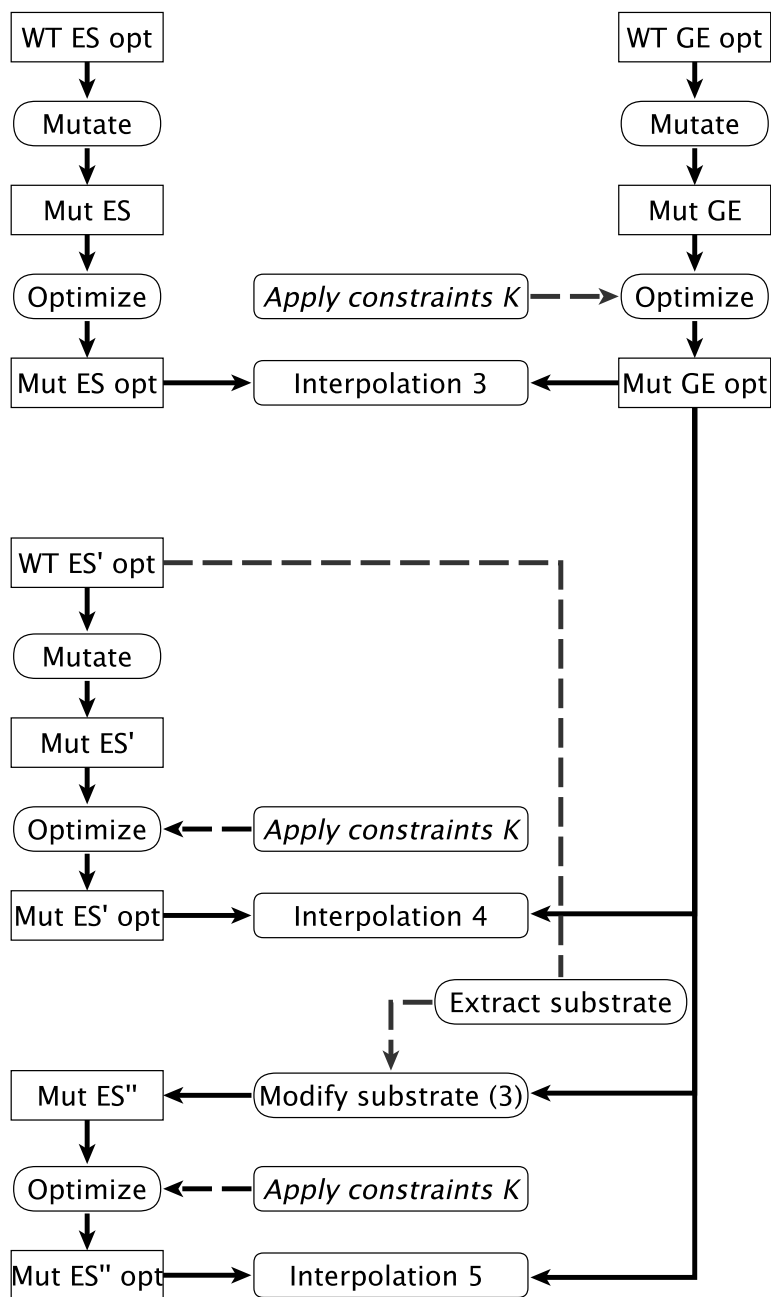 WT ES opt
WT GE opt
Mutate
Mutate
Mut ES
Mut GE
Optimize
Apply constraints K
Optimize
Mut ES opt
Interpolation 3
Mut GE opt
WT ES' opt
Mutate
Mut ES'
Optimize
Apply constraints K
Mut ES' opt
Interpolation 4
Extract substrate
Mut ES"
Modify substrate (3)
Optimize
Apply constraints K
Mut ES" opt
Interpolation 5